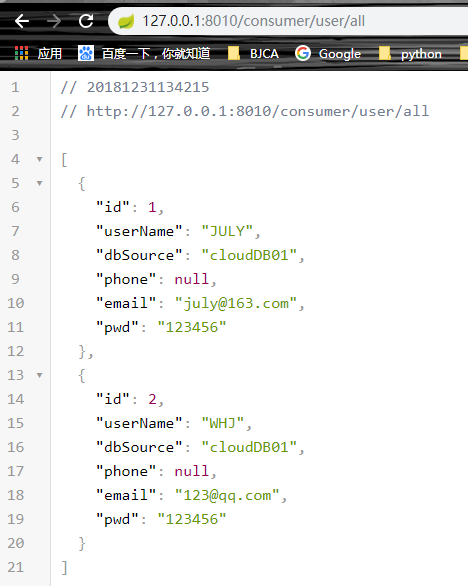 127.0.0.1:8010/consumer/user/all
应用 百度一下，你就知道 BJCA Google python
1 // 20181231134215
2 // http://127.0.0.1:8010/consumer/user/all
3
4 [
5 {
6 "id": 1,
7 "userName": "JULY",
8 "dbSource": "cloudDB01",
9 "phone": null,
10 "email": "july@163.com",
11 "pwd": "123456"
12 },
13 {
14 "id": 2,
15 "userName": "WHJ",
16 "dbSource": "cloudDB01",
17 "phone": null,
18 "email": "123@qq.com",
19 "pwd": "123456"
20 }
21 ]